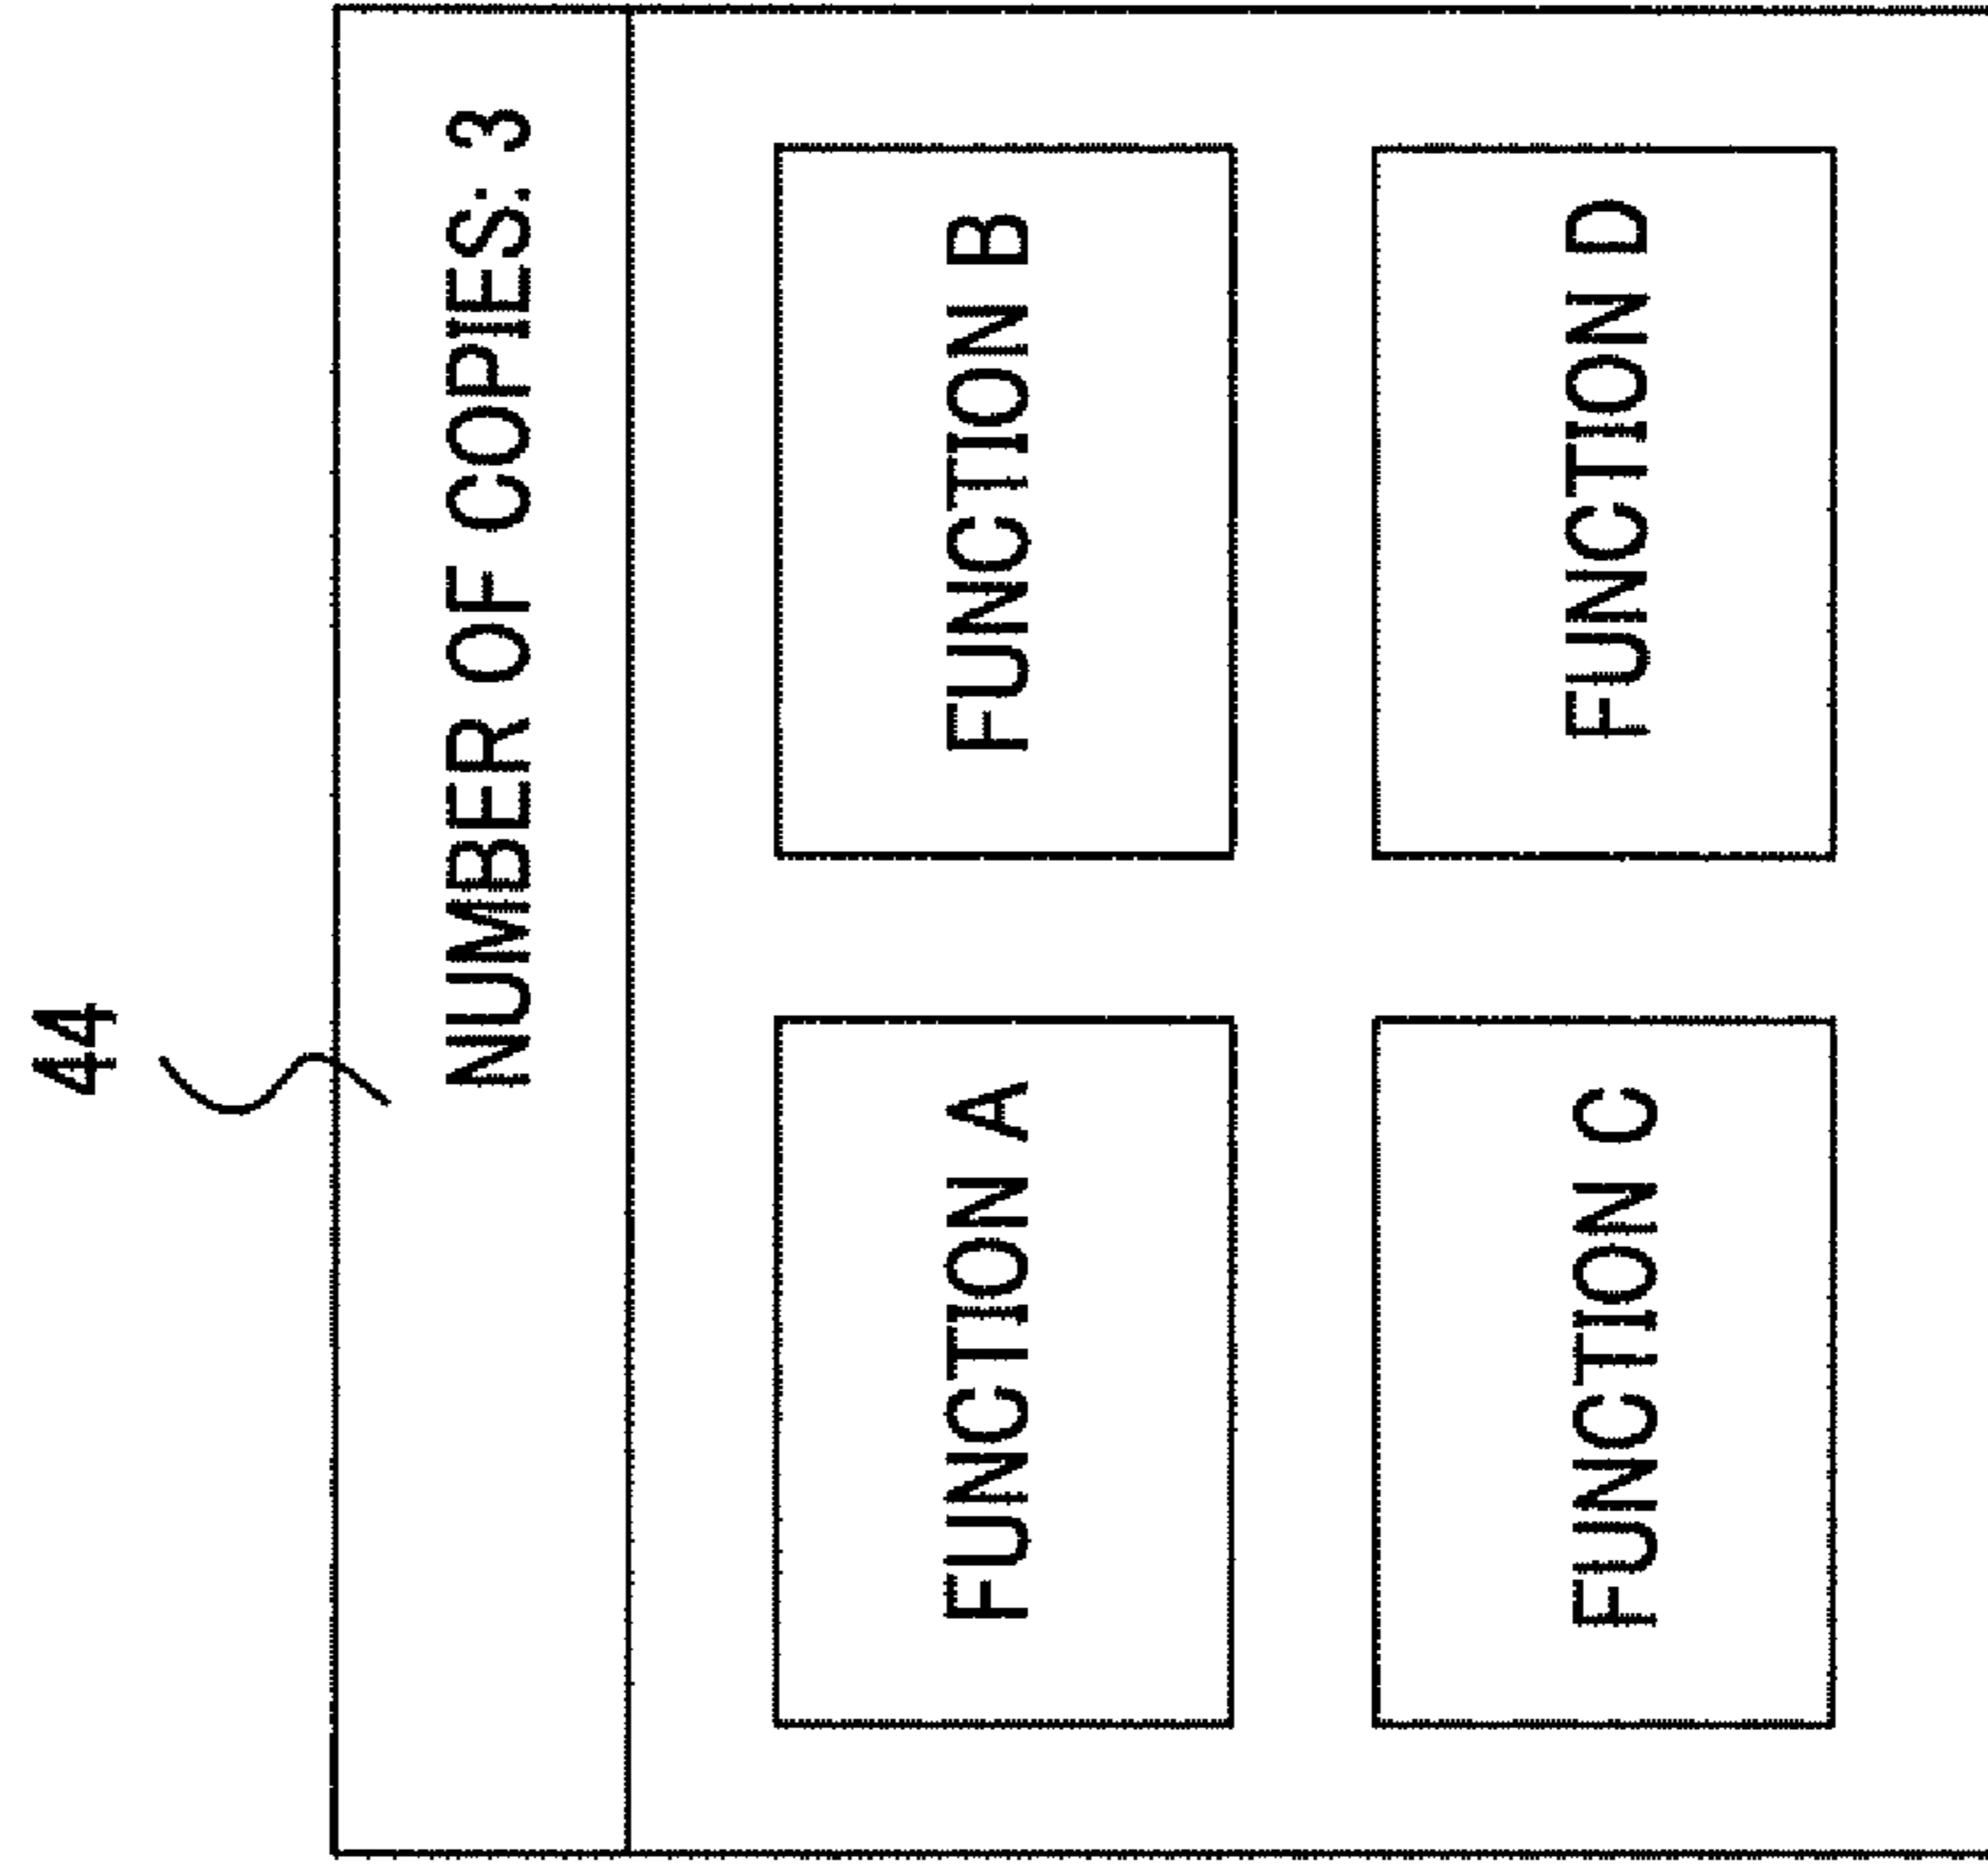 44
NUMBER OF COPIES: 3
FUNCTION A
FUNCTION B
FUNCTION C
FUNCTION D